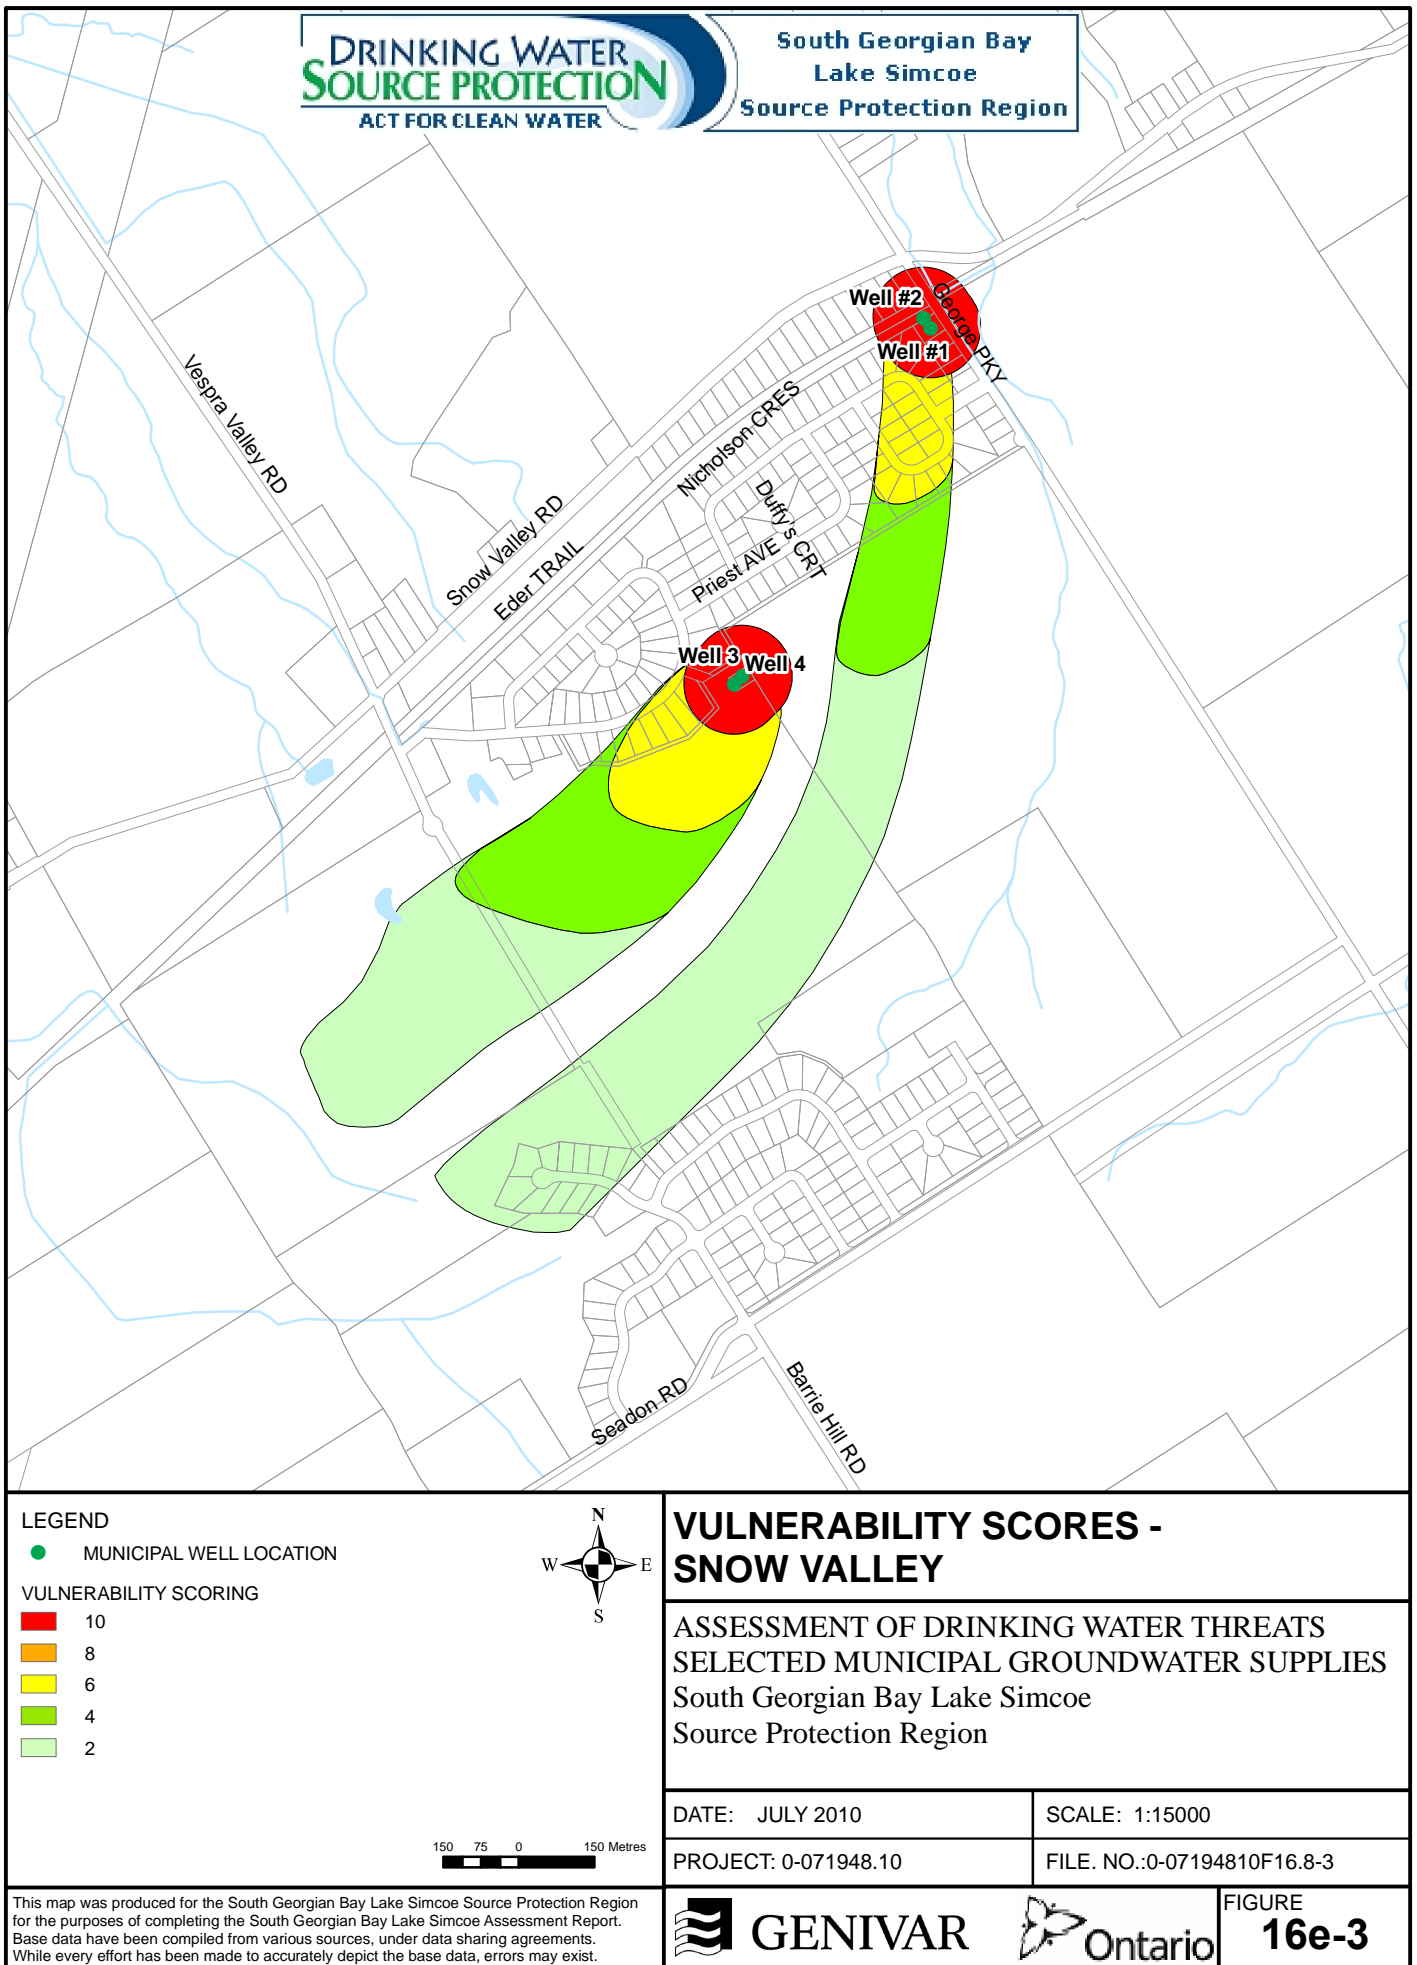 DRINKING WATER
SOURCE PROTECTION
ACT FOR CLEAN WATER
South Georgian Bay
Lake Simcoe
Source Protection Region
Well #2
George PKY
Well #1
Vespra Valley RD
Nicholson CRES
Snow Valley RD
Duffy's CRT
Eder TRAIL
Priest AVE
Well 3
Well 4
Seadon RD
Barrie Hill RD
LEGEND
MUNICIPAL WELL LOCATION
VULNERABILITY SCORING
10
8
6
4
2
N
W E
S
150 75 0 150 Metres
VULNERABILITY SCORES -
SNOW VALLEY
ASSESSMENT OF DRINKING WATER THREATS
SELECTED MUNICIPAL GROUNDWATER SUPPLIES
South Georgian Bay Lake Simcoe
Source Protection Region
DATE: JULY 2010
SCALE: 1:15000
PROJECT: 0-071948.10
FILE. NO.:0-07194810F16.8-3
This map was produced for the South Georgian Bay Lake Simcoe Source Protection Region
for the purposes of completing the South Georgian Bay Lake Simcoe Assessment Report.
Base data have been compiled from various sources, under data sharing agreements.
While every effort has been made to accurately depict the base data, errors may exist.
GENIVAR
Ontario
FIGURE
16e-3